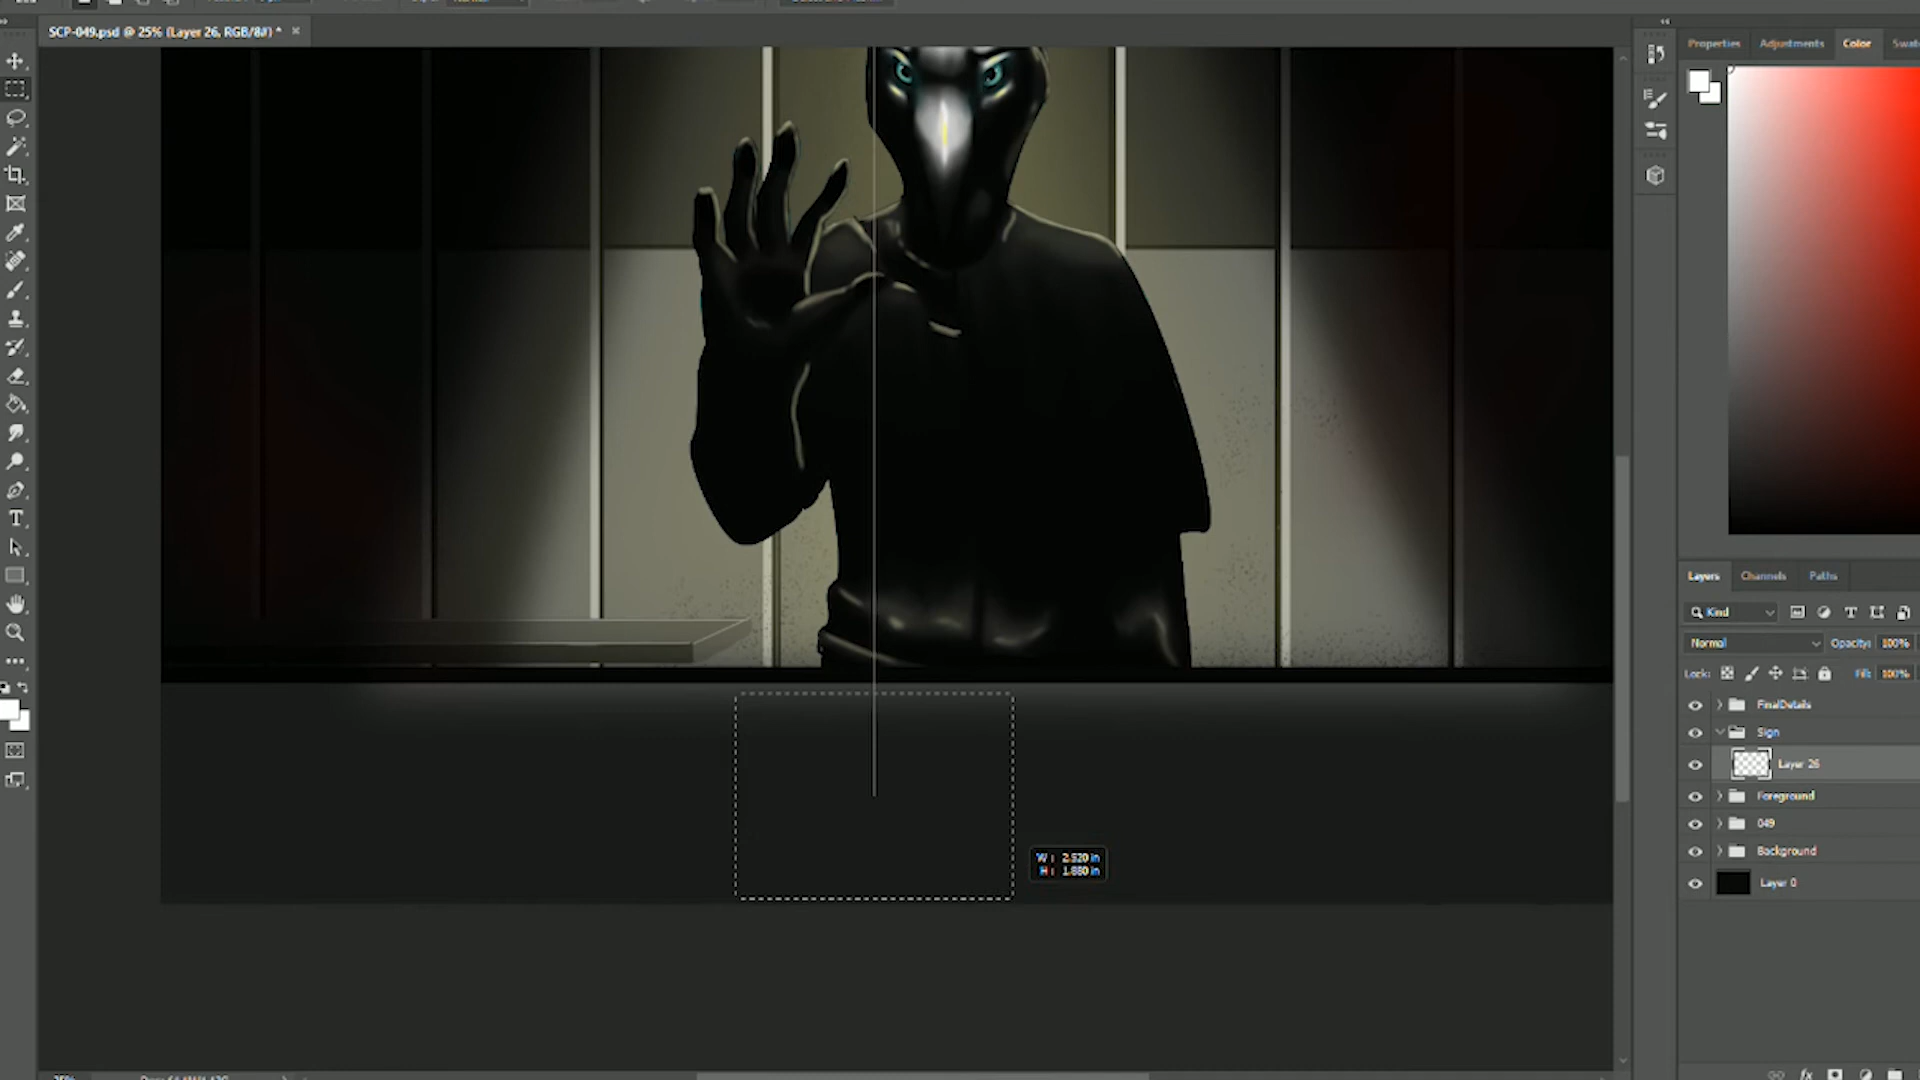 SCP-049.psd @ 25% (Layer 26, RGB/8#) *
Properties
Adjustments
Color
W: 2.520 in
H: 1.880 in
Layers
Channels
Paths
Kind
Normal
Opacity: 100%
Lock:
Fill: 100%
FinalDetails
Sign
Layer 26
Foreground
049
Background
Layer 0